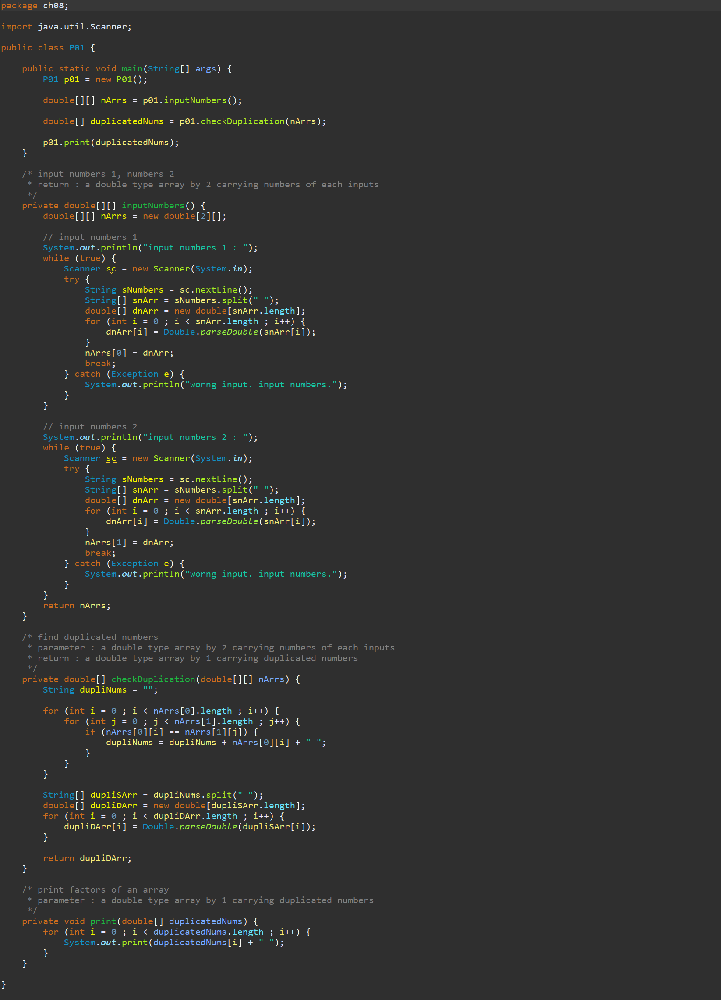 package ch08;
import java.util.Scanner;
public class P01 {
public static void main(String[] args) {
P01 p01 = new P01();
double[][] nArrs = p01.inputNumbers();
double[] duplicatedNums = p01.checkDuplication(nArrs);
p01.print(duplicatedNums);
}
/* input numbers 1, numbers 2
* return : a double type array by 2 carrying numbers of each inputs
*/
private double[][] inputNumbers() {
double[][] nArrs = new double[2][];
// input numbers 1
System.out.println("input numbers 1 : ");
while (true) {
Scanner sc = new Scanner(System.in);
try {
String sNumbers = sc.nextLine();
String[] snArr = sNumbers.split(" ");
double[] dnArr = new double[snArr.length];
for (int i = 0 ; i < snArr.length ; i++) {
dnArr[i] = Double.parseDouble(snArr[i]);
}
nArrs[0] = dnArr;
break;
} catch (Exception e) {
System.out.println("worng input. input numbers.");
}
}
// input numbers 2
System.out.println("input numbers 2 : ");
while (true) {
Scanner sc = new Scanner(System.in);
try {
String sNumbers = sc.nextLine();
String[] snArr = sNumbers.split(" ");
double[] dnArr = new double[snArr.length];
for (int i = 0 ; i < snArr.length ; i++) {
dnArr[i] = Double.parseDouble(snArr[i]);
}
nArrs[1] = dnArr;
break;
} catch (Exception e) {
System.out.println("worng input. input numbers.");
}
}
return nArrs;
}
/* find duplicated numbers
* parameter : a double type array by 2 carrying numbers of each inputs
* return : a double type array by 1 carrying duplicated numbers
*/
private double[] checkDuplication(double[][] nArrs) {
String dupliNums = "";
for (int i = 0 ; i < nArrs[0].length ; i++) {
for (int j = 0 ; j < nArrs[1].length ; j++) {
if (nArrs[0][i] == nArrs[1][j]) {
dupliNums = dupliNums + nArrs[0][i] + " ";
}
}
}
String[] dupliSArr = dupliNums.split(" ");
double[] dupliDArr = new double[dupliSArr.length];
for (int i = 0 ; i < dupliDArr.length ; i++) {
dupliDArr[i] = Double.parseDouble(dupliSArr[i]);
}
return dupliDArr;
}
/* print factors of an array
* parameter : a double type array by 1 carrying duplicated numbers
*/
private void print(double[] duplicatedNums) {
for (int i = 0 ; i < duplicatedNums.length ; i++) {
System.out.print(duplicatedNums[i] + " ");
}
}
}